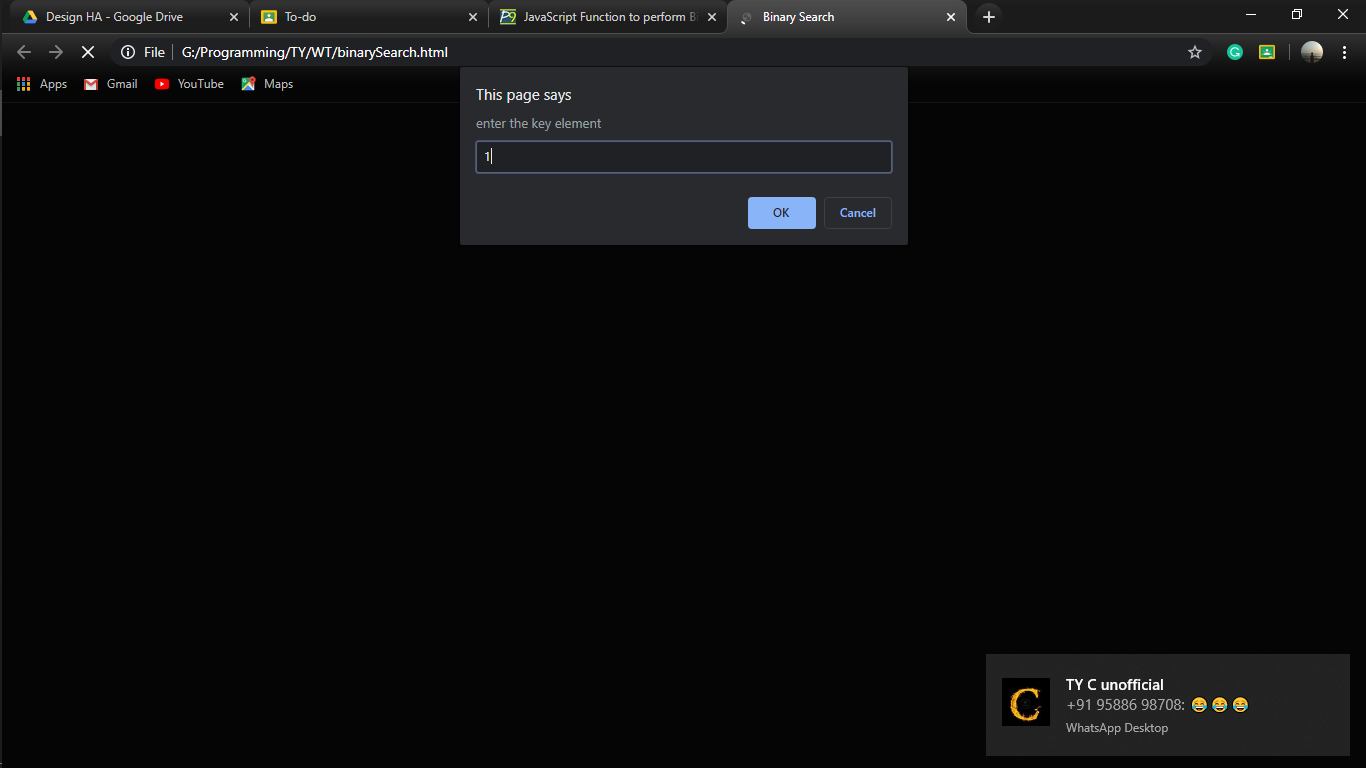 Design HA - Google Drive
To-do
JavaScript Function to perform B
Binary Search
File
G:/Programming/TY/WT/binarySearch.html
Apps
Gmail
YouTube
Maps
This page says
enter the key element
1
OK
Cancel
TY C unofficial
+91 95886 98708: 😂 😂 😂
WhatsApp Desktop